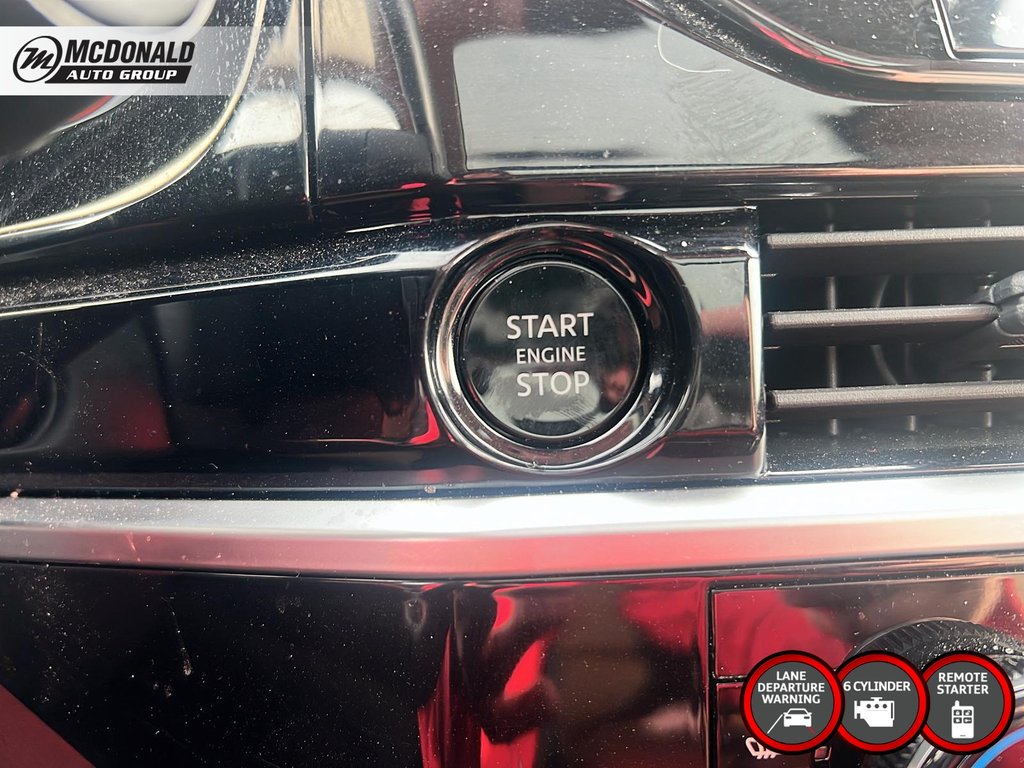 McDONALD
AUTO GROUP
START
ENGINE
STOP
LANE
DEPARTURE
WARNING
6 CYLINDER
REMOTE
STARTER